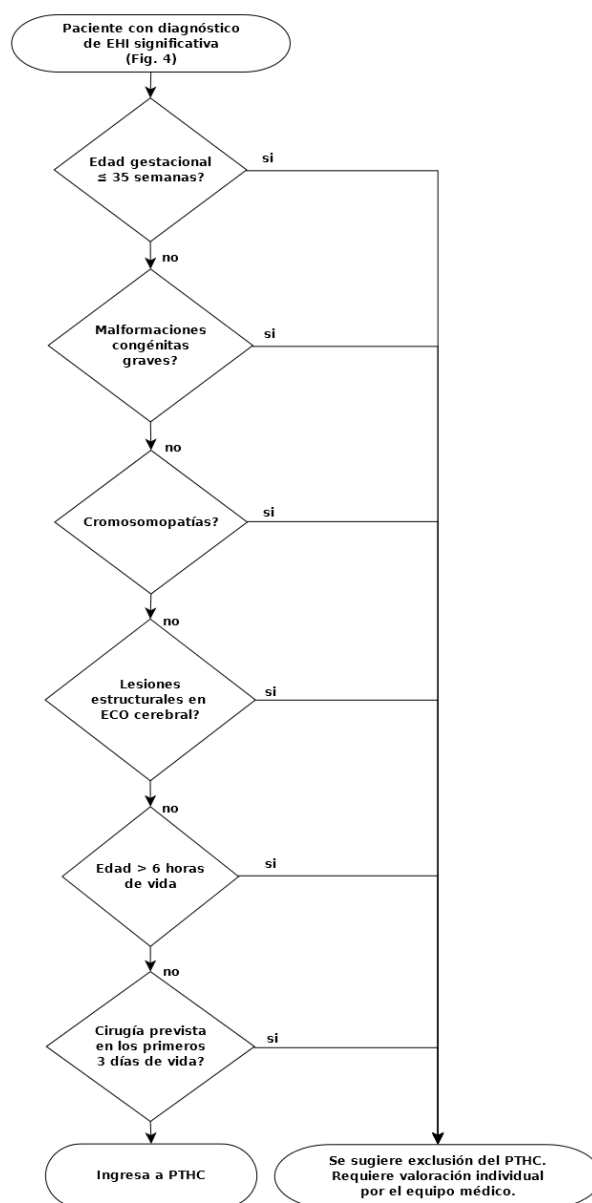 Paciente con diagnóstico
de EHI significativa
(Fig. 4)
Edad gestacional
≤ 35 semanas?
si
no
Malformaciones
congénitas
graves?
si
no
Cromosomopatías?
si
no
Lesiones
estructurales en
ECO cerebral?
si
no
Edad > 6 horas
de vida
si
no
Cirugía prevista
en los primeros
3 días de vida?
si
Ingresa a PTHC
Se sugiere exclusión del PTHC.
Requiere valoración individual
por el equipo médico.